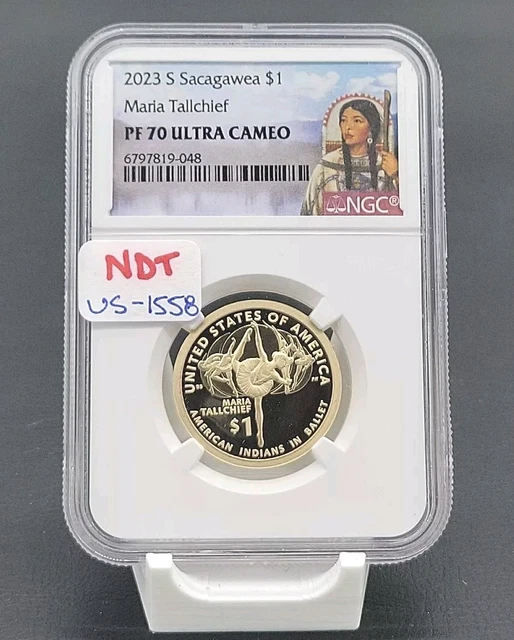 2023 S Sacagawea $1
Maria Tallchief
PF 70 ULTRA CAMEO
6797819-048
NGC®
NDT
US-1558
UNITED STATES OF AMERICA
MARIA
TALLCHIEF
$1
AMERICAN INDIANS IN BALLET